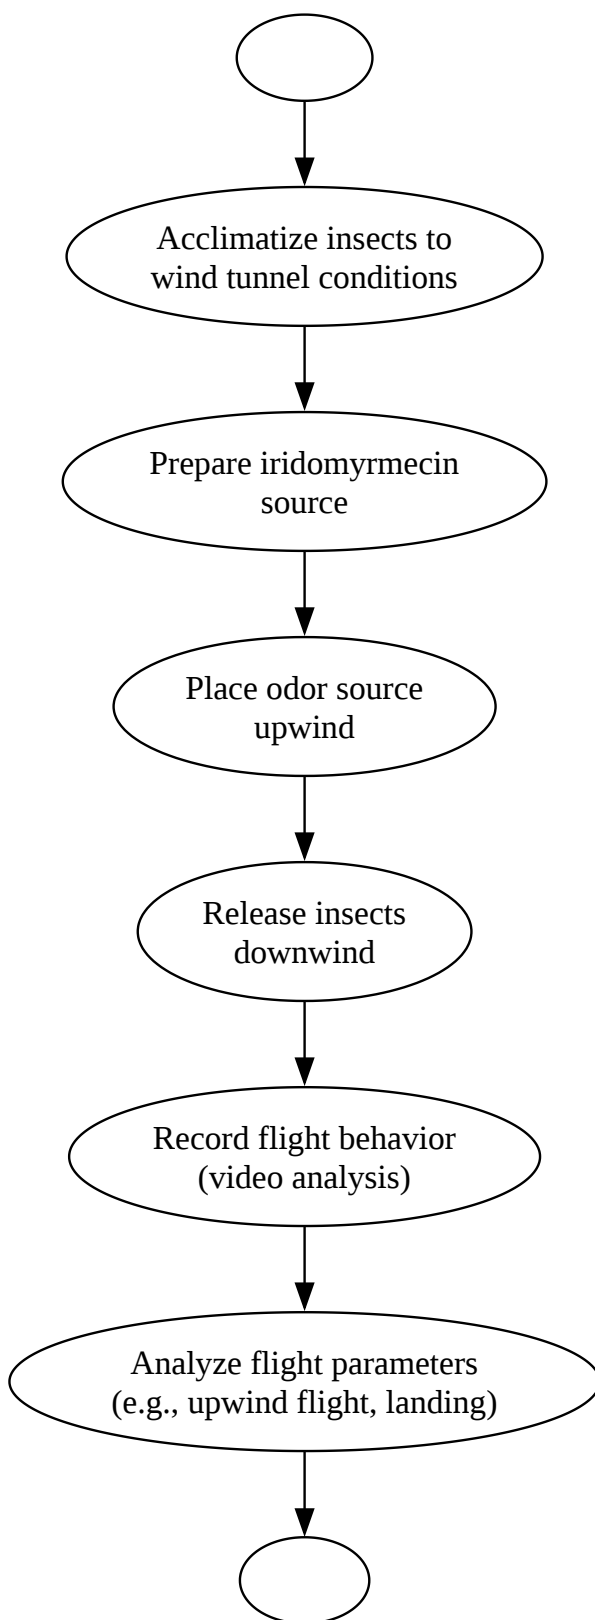 Acclimatize insects to
wind tunnel conditions
Prepare iridomyrmecin
source
Place odor source
upwind
Release insects
downwind
Record flight behavior
(video analysis)
Analyze flight parameters
(e.g., upwind flight, landing)